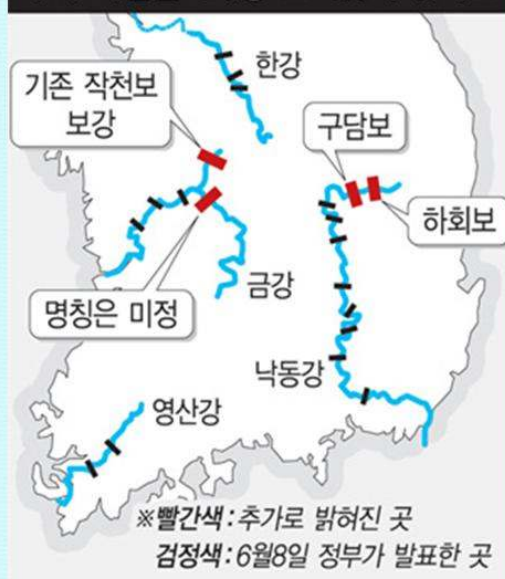 한강
기존 작천보
보강
구담보
하회보
명칭은 미정
금강
낙동강
영산강
※빨간색:추가로 밝혀진 곳
검정색:6월8일 정부가 발표한 곳